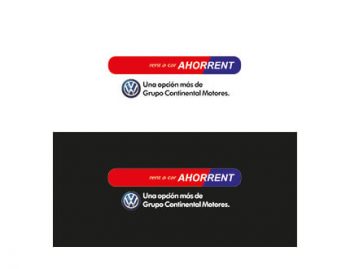 rent a car AHORRENT
Una opción más de
Grupo Continental Motores.
rent a car AHORRENT
Una opción más de
Grupo Continental Motores.